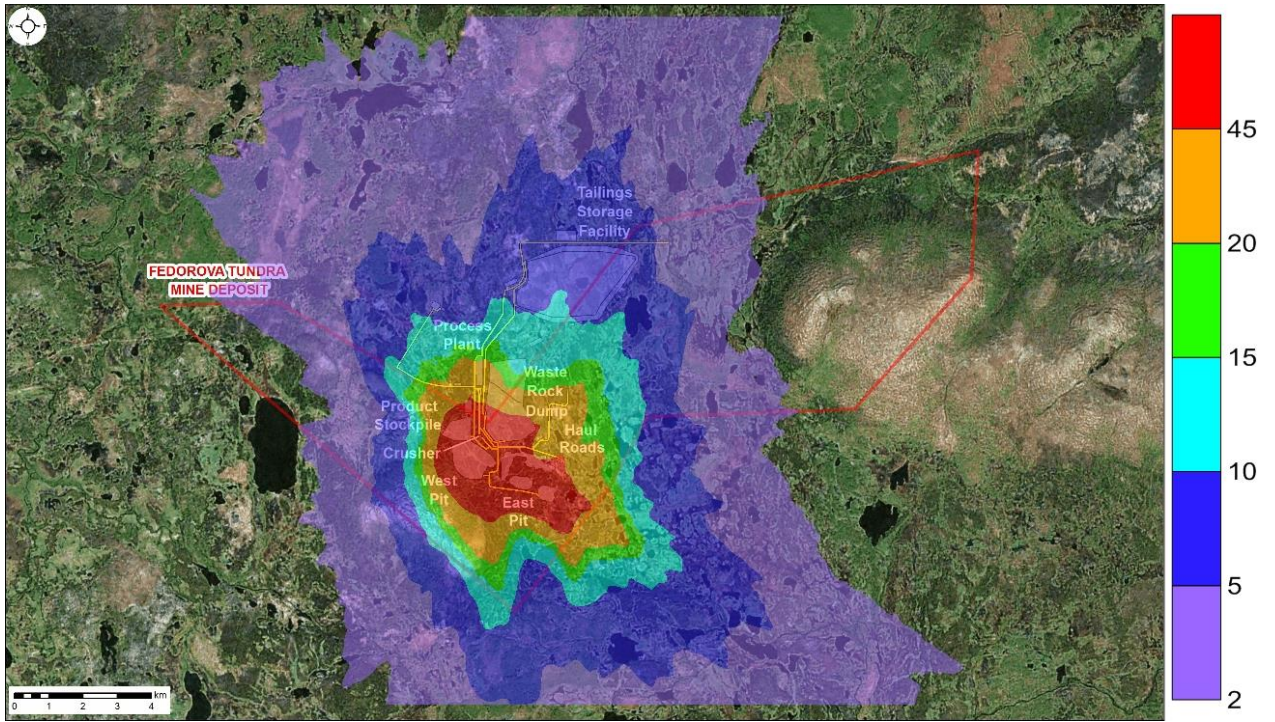 Tailings
Storage
Facility
FEDOROVA TUNDRA
MINE DEPOSIT
Process
Plant
Waste
Rock
Dump
Product
Stockpile
Haul
Roads
Crusher
West
Pit
East
Pit
45
20
15
10
5
2
km
0 1 2 3 4